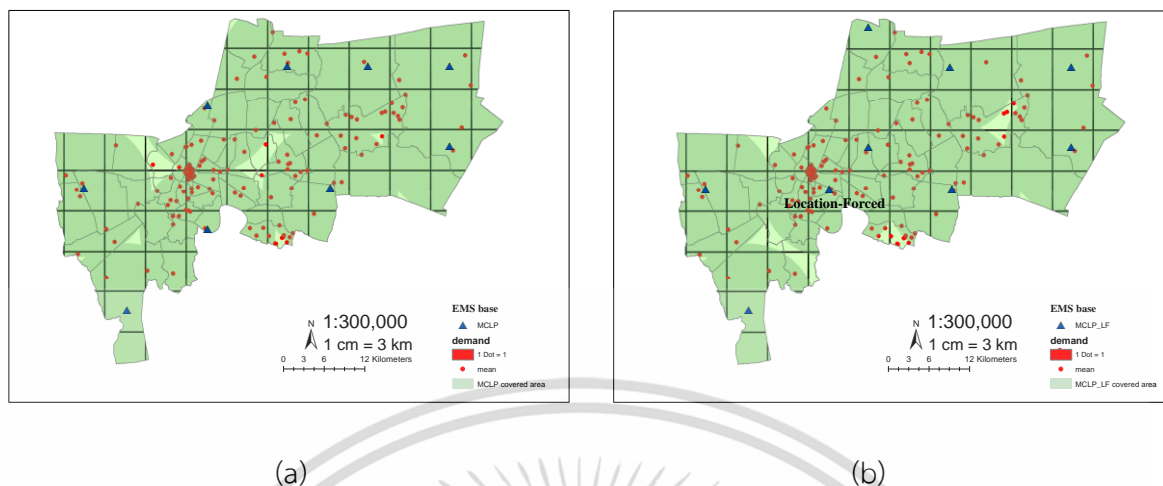 N
1:300,000
1 cm = 3 km
0 3 6 12 Kilometers
EMS base
MCLP
demand
1 Dot = 1
mean
MCLP covered area
(a)
Location-Forced
N
1:300,000
1 cm = 3 km
0 3 6 12 Kilometers
EMS base
MCLP_LF
demand
1 Dot = 1
mean
MCLP_LF covered area
(b)